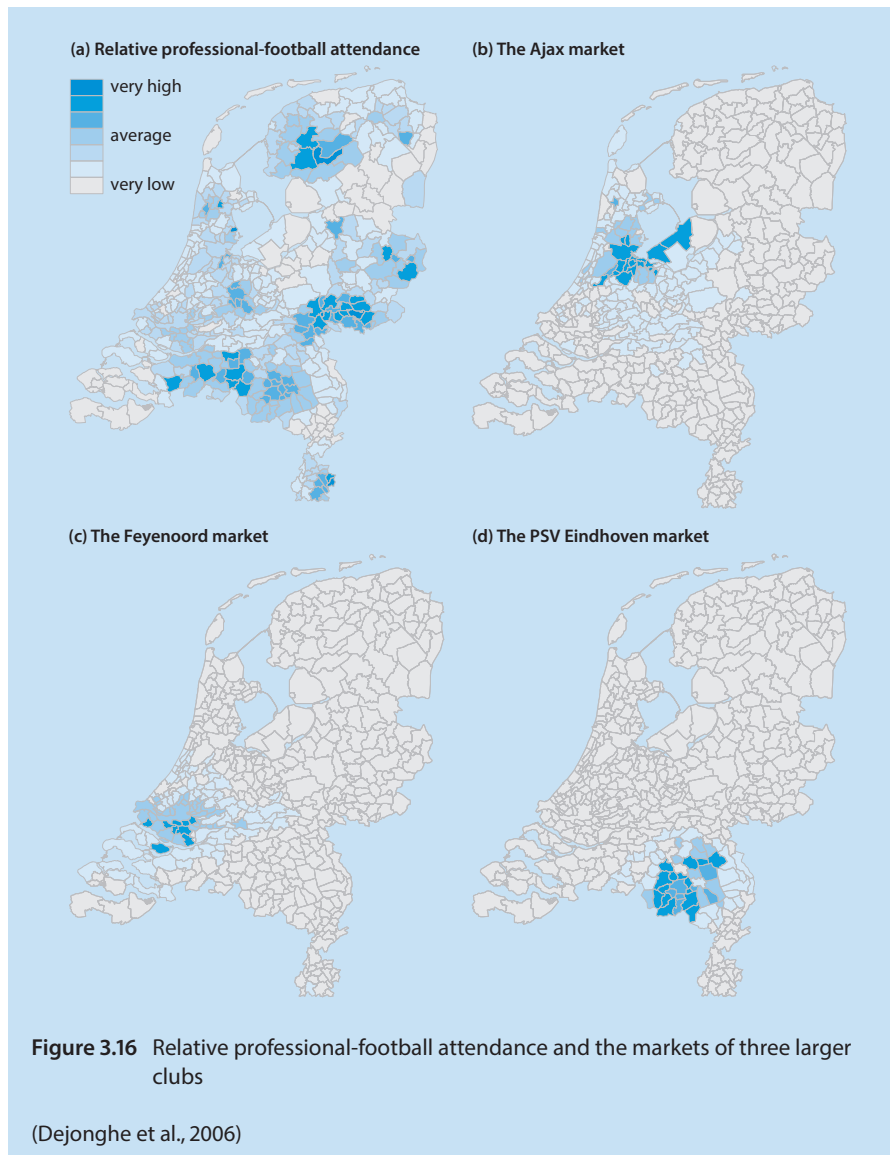 (a) Relative professional-football attendance
very high
average
very low
(b) The Ajax market
(c) The Feyenoord market
(d) The PSV Eindhoven market
Figure 3.16 Relative professional-football attendance and the markets of three larger
clubs
(Dejonghe et al., 2006)